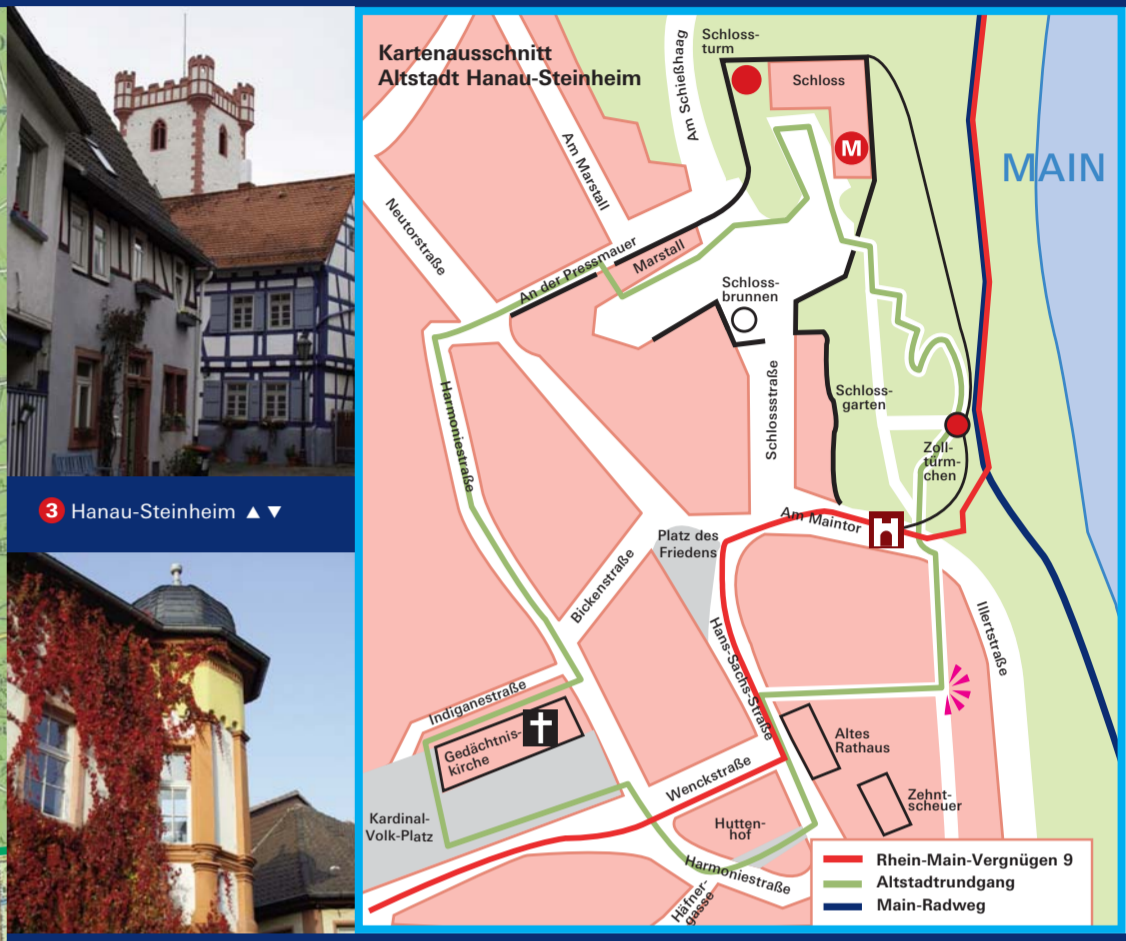 3 Hanau-Steinheim
Kartenausschnitt
Altstadt Hanau-Steinheim
Am Schießhaag
Schloss-
turm
Schloss
M
MAIN
Am Marstall
Neutorstraße
An der Pressmauer
Marstall
Schloss-
brunnen
Schlossstraße
Schloss-
garten
Zoll-
türm-
chen
Harmoniestraße
Am Maintor
Platz des
Friedens
Bickenstraße
Illertstraße
Hans-Sachs-Straße
Indiganestraße
Gedächtnis-
kirche
Altes
Rathaus
Wenckstraße
Zehnt-
scheuer
Kardinal-
Volk-Platz
Hutten-
hof
Harmoniestraße
Häfner-
gasse
Rhein-Main-Vergnügen 9
Altstadtrundgang
Main-Radweg